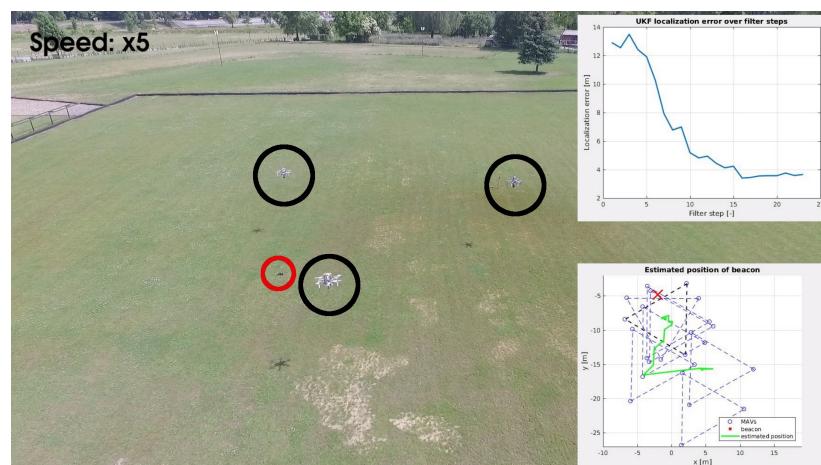 Speed: x5
UKF localization error over filter steps
14
12
10
8
6
4
2
Localization error [m]
0 5 10 15 20
Filter step [-]
Estimated position of beacon
-5
-10
-15
-20
-25
y [m]
MAVs
beacon
estimated position
-10 -5 0 5 10 15
x [m]